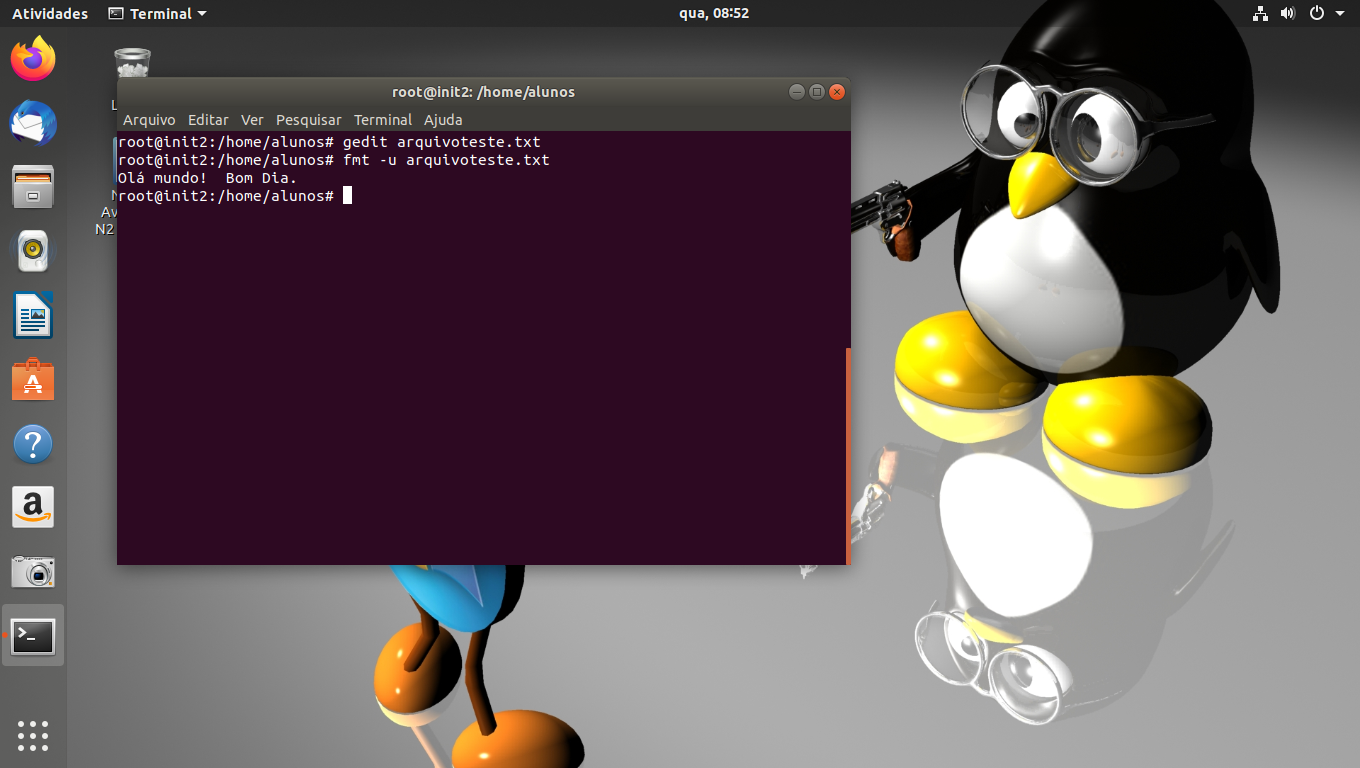 Atividades Terminal qua, 08:52
root@init2: /home/alunos
Arquivo Editar Ver Pesquisar Terminal Ajuda
root@init2:/home/alunos# gedit arquivoteste.txt
root@init2:/home/alunos# fmt -u arquivoteste.txt
Olá mundo!  Bom Dia.
root@init2:/home/alunos#
Av
N2